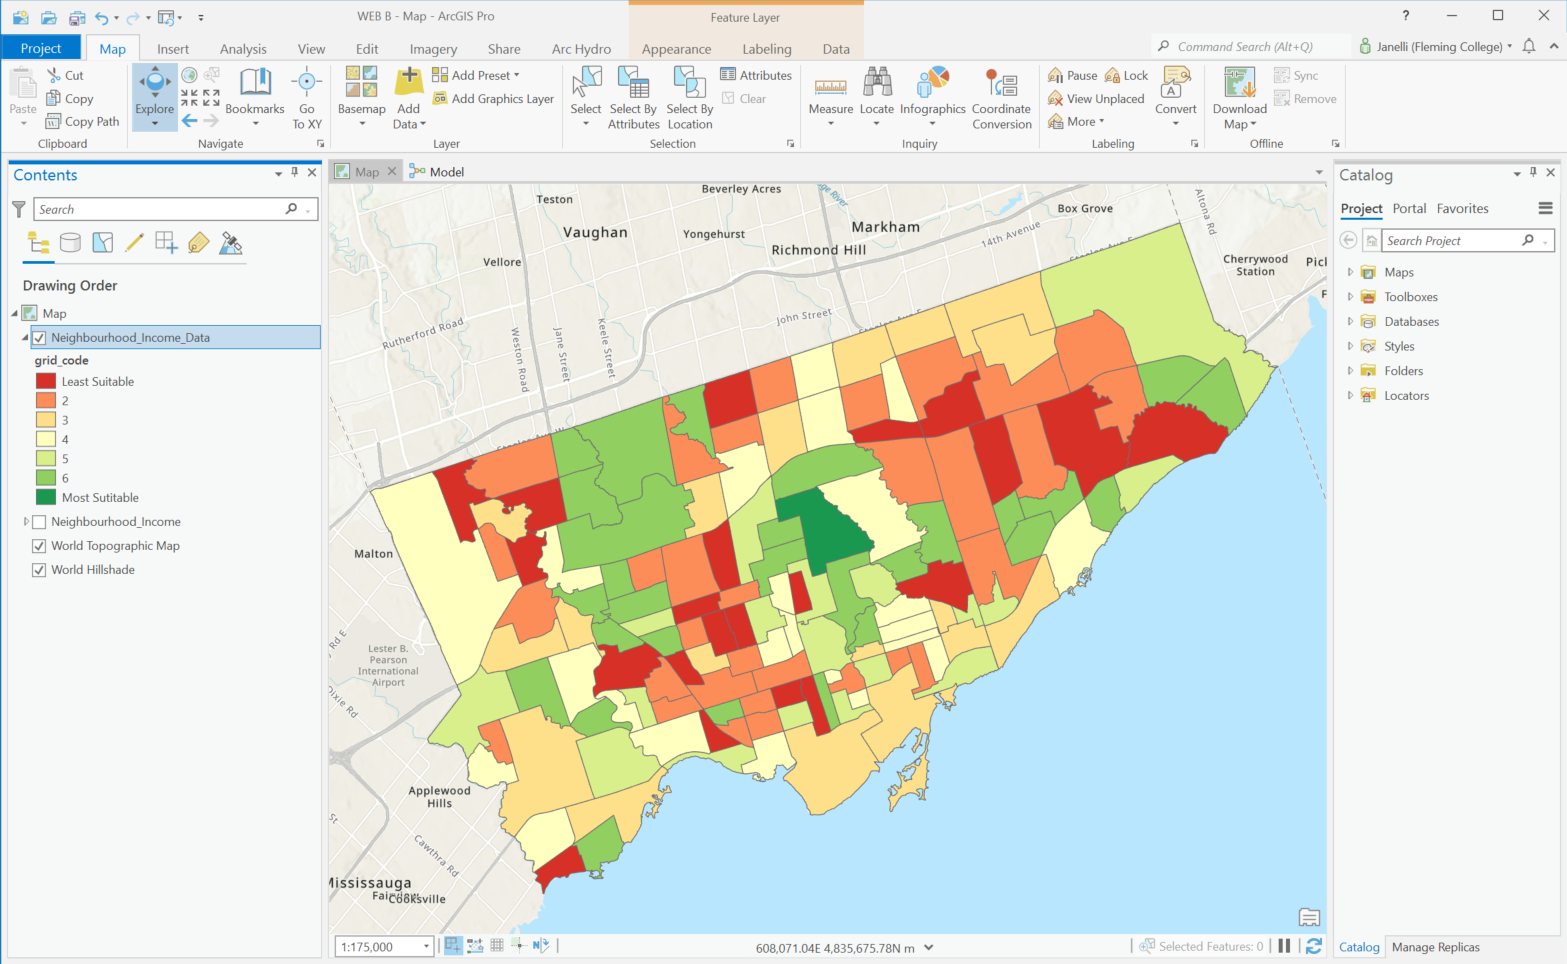 WEB B - Map - ArcGIS Pro
Feature Layer
?
Project Map Insert Analysis View Edit Imagery Share Arc Hydro Appearance Labeling Data
Command Search (Alt+Q)
Janelli (Fleming College)
Paste
Cut
Copy
Copy Path
Clipboard
Explore
Bookmarks
Go
To XY
Navigate
Basemap
Add
Data
Add Preset
Add Graphics Layer
Layer
Select
Select By
Attributes
Select By
Location
Attributes
Clear
Selection
Measure
Locate
Infographics
Coordinate
Conversion
Inquiry
Pause
Lock
View Unplaced
More
Convert
Labeling
Download
Map
Sync
Remove
Offline
Contents
Search
Drawing Order
Map
Neighbourhood_Income_Data
grid_code
Least Suitable
2
3
4
5
6
Most Sutitable
Neighbourhood_Income
World Topographic Map
World Hillshade
Map
Model
Teston
Beverley Acres
Vaughan
Yongehurst
Markham
Richmond Hill
Box Grove
14th Avenue
Altona Rd
Vellore
Cherrywood
Station
Rutherford Road
Weston Road
Jane Street
Keele Street
John Street
Malton
Lester B.
Pearson
International
Airport
Dixie Rd
Applewood
Hills
Cawthra Rd
Mississauga
Cooksville
1:175,000
608,071.04E 4,835,675.78N m
Selected Features: 0
Catalog
Project Portal Favorites
Search Project
Maps
Toolboxes
Databases
Styles
Folders
Locators
Catalog
Manage Replicas